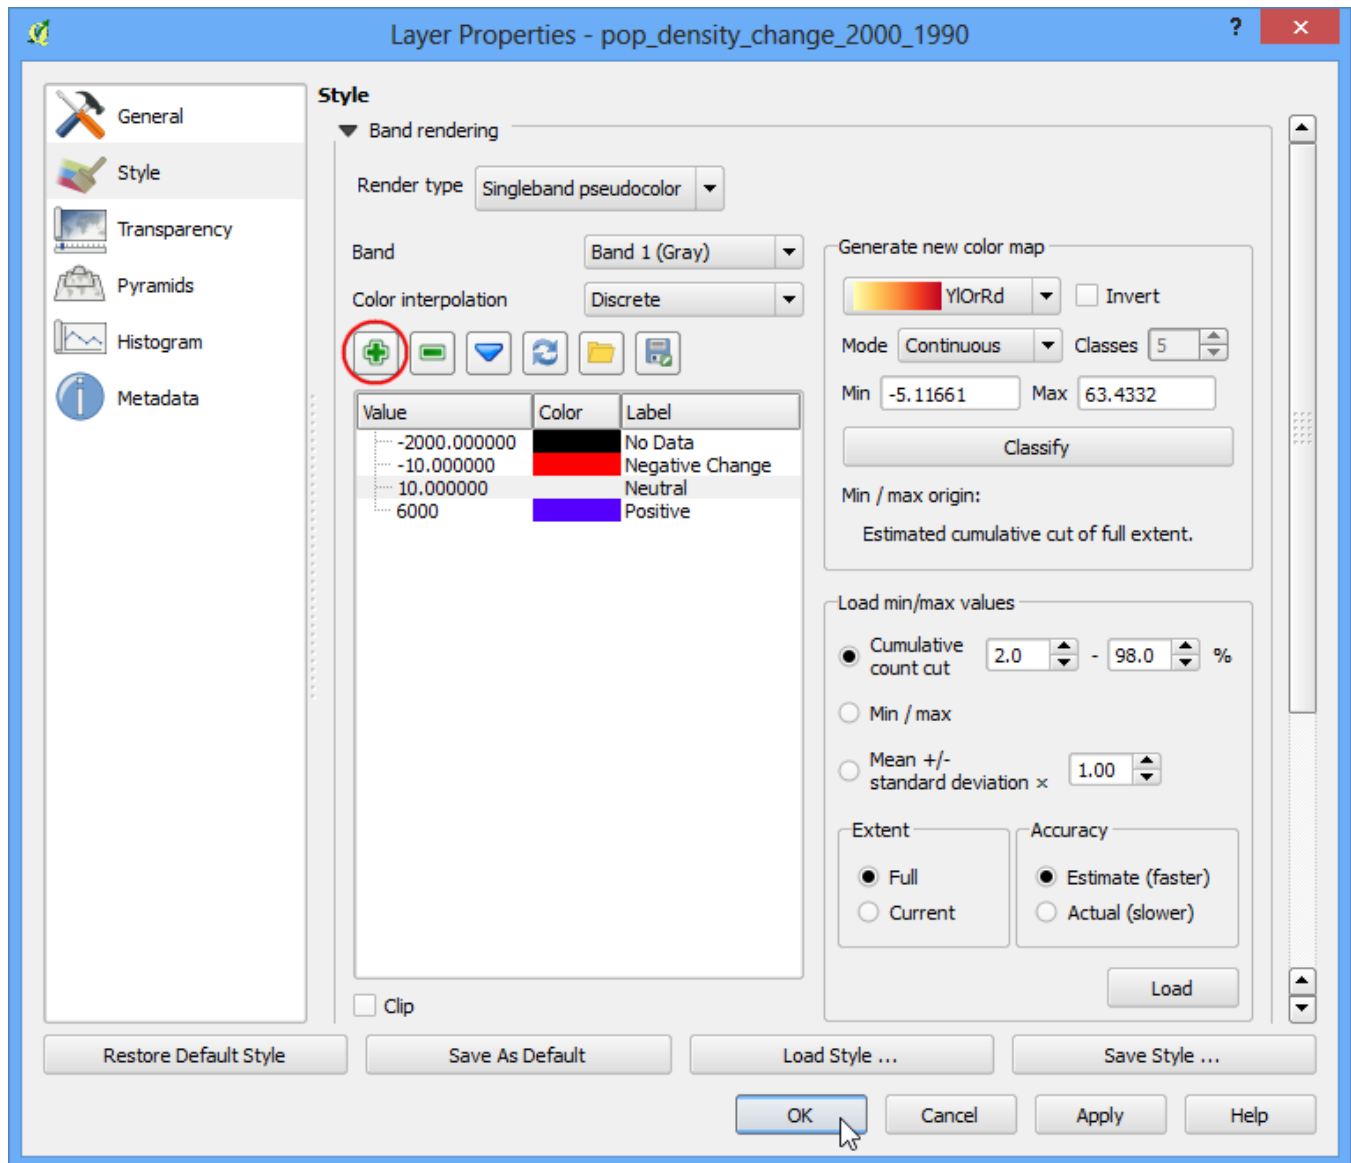 Layer Properties - pop_density_change_2000_1990
?
General
Style
Transparency
Pyramids
Histogram
Metadata
Style
Band rendering
Render type Singleband pseudocolor
Band Band 1 (Gray)
Color interpolation Discrete
Value Color Label
-2000.000000 No Data
-10.000000 Negative Change
10.000000 Neutral
6000 Positive
Clip
Generate new color map
YlOrRd Invert
Mode Continuous Classes 5
Min -5.11661 Max 63.4332
Classify
Min / max origin:
Estimated cumulative cut of full extent.
Load min/max values
Cumulative
count cut 2.0 - 98.0 %
Min / max
Mean +/-
standard deviation × 1.00
Extent
Full
Current
Accuracy
Estimate (faster)
Actual (slower)
Load
Restore Default Style Save As Default Load Style ... Save Style ...
OK Cancel Apply Help